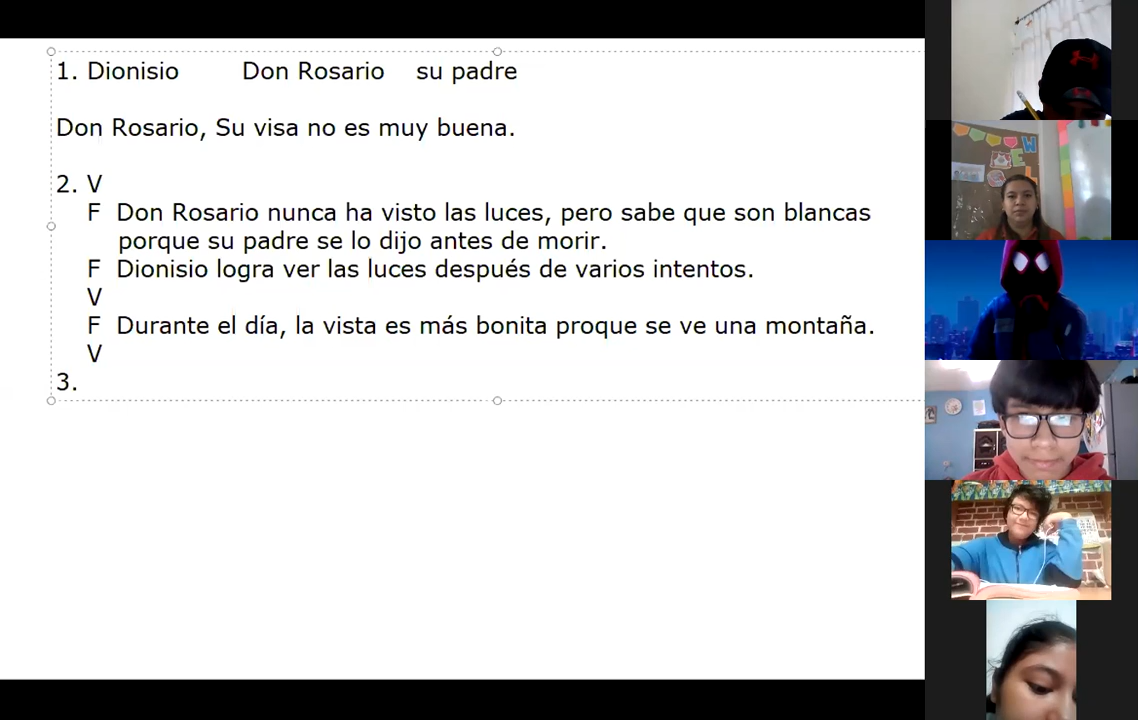 1. Dionisio Don Rosario su padre
Don Rosario, Su visa no es muy buena.
2. V
F Don Rosario nunca ha visto las luces, pero sabe que son blancas
porque su padre se lo dijo antes de morir.
F Dionisio logra ver las luces después de varios intentos.
V
F Durante el día, la vista es más bonita proque se ve una montaña.
V
3.